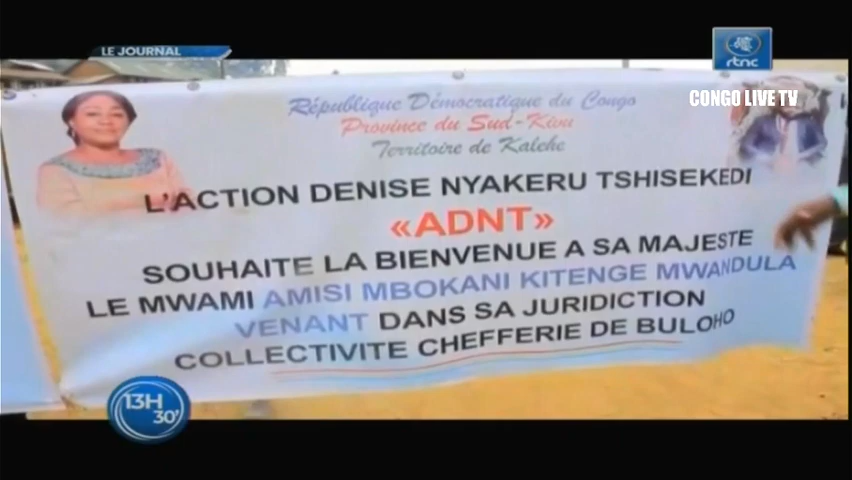 LE JOURNAL
rtnc
CONGO LIVE TV
République Démocratique du Congo
Province du Sud-Kivu
Territoire de Kalehe
L'ACTION DENISE NYAKERU TSHISEKEDI
«ADNT»
SOUHAITE LA BIENVENUE A SA MAJESTE
LE MWAMI AMISI MBOKANI KITENGE MWANDULA
VENANT DANS SA JURIDICTION
COLLECTIVITE CHEFFERIE DE BULOHO
13H
30'